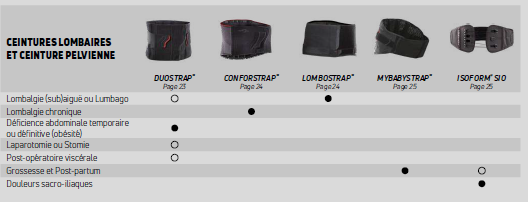 CEINTURES LOMBAIRES
ET CEINTURE PELVIENNE
DUOSTRAP® CONFORSTRAP® LOMBOSTRAP® MYBABYSTRAP® ISOFORM® SIO
Page 23 Page 24 Page 24 Page 25 Page 25
Lombalgie (sub)aiguë ou Lumbago ○ ●
Lombalgie chronique ●
Déficience abdominale temporaire
ou définitive (obésité) ●
Laparotomie ou Stomie ○
Post-opératoire viscérale ○
Grossesse et Post-partum ● ○
Douleurs sacro-iliaques ●